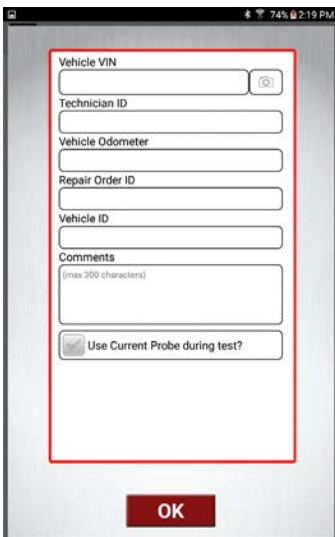 74% 2:19 PM
Vehicle VIN
Technician ID
Vehicle Odometer
Repair Order ID
Vehicle ID
Comments
(max 300 characters)
Use Current Probe during test?
OK